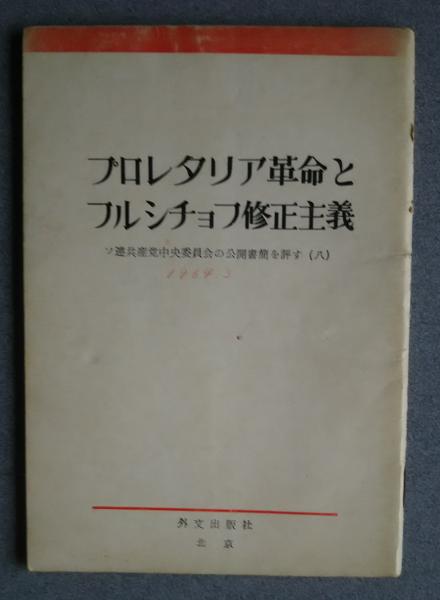 プロレタリア革命と
フルシチョフ修正主義
ソ連共産党中央委員会の公開書簡を評す (八)
1964.3
外文出版社
北京